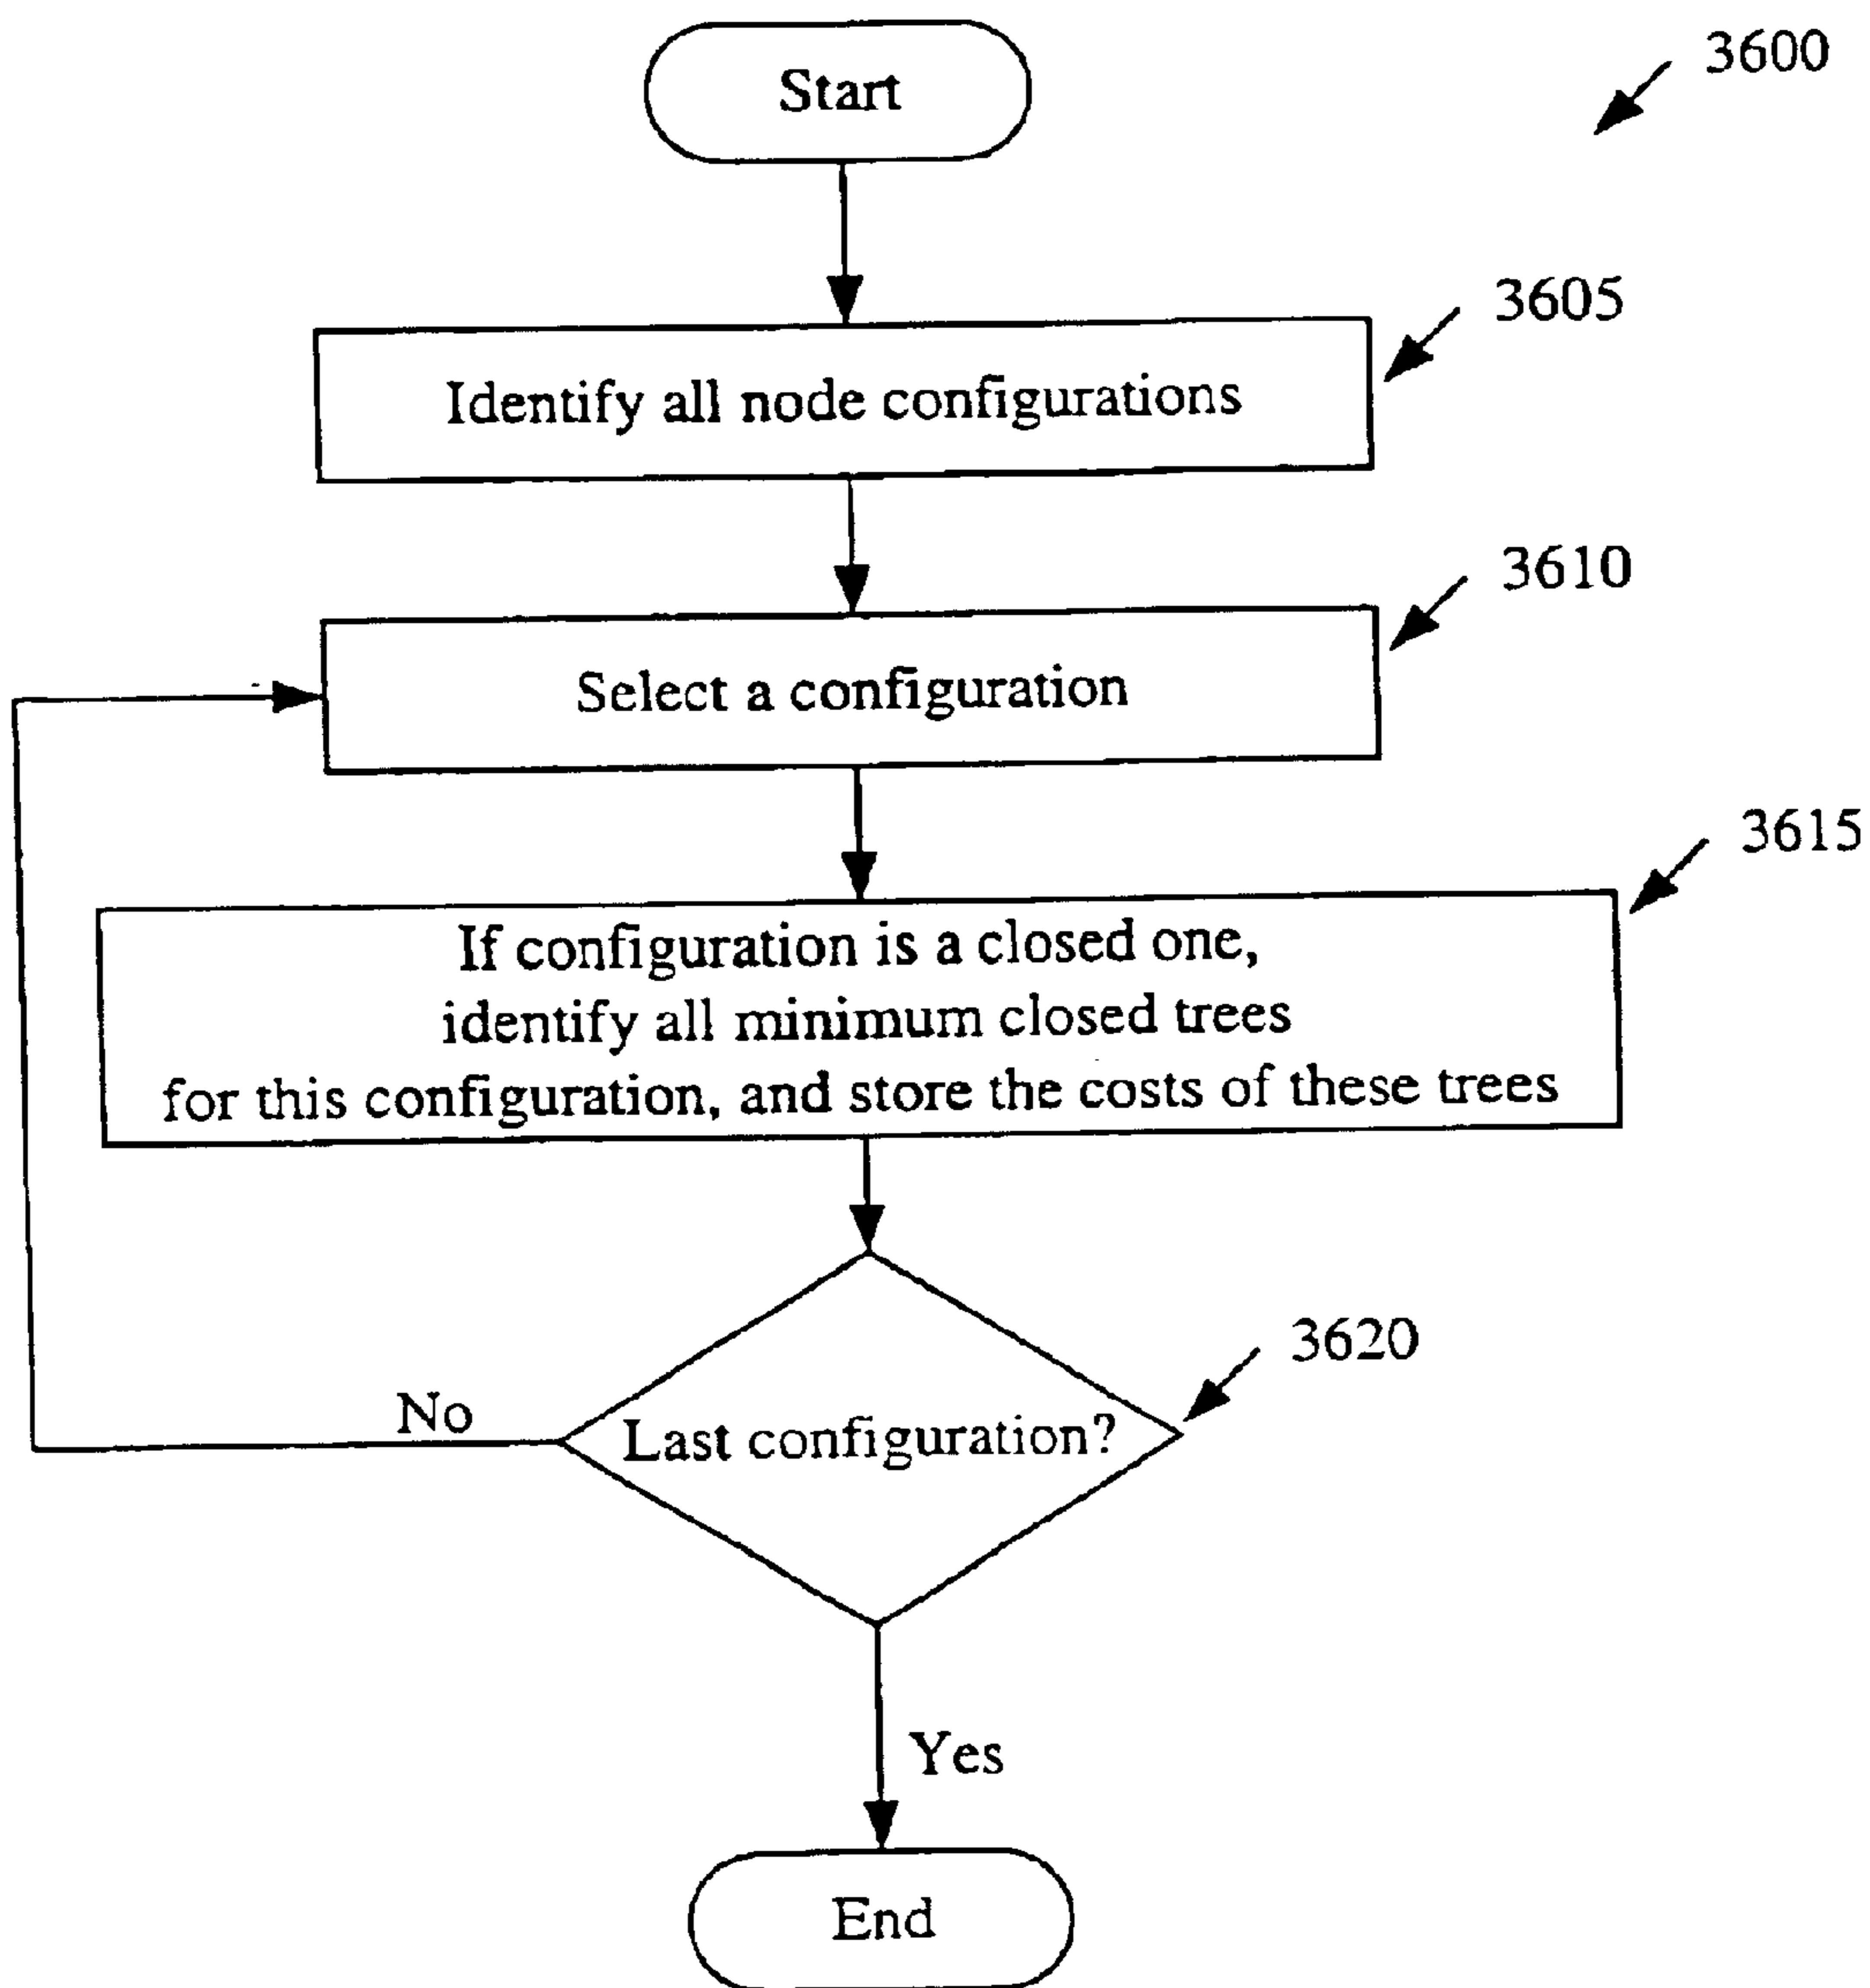 Start
3600
3605
Identify all node configurations
3610
Select a configuration
3615
If configuration is a closed one,
identify all minimum closed trees
for this configuration, and store the costs of these trees
3620
No
Last configuration?
Yes
End